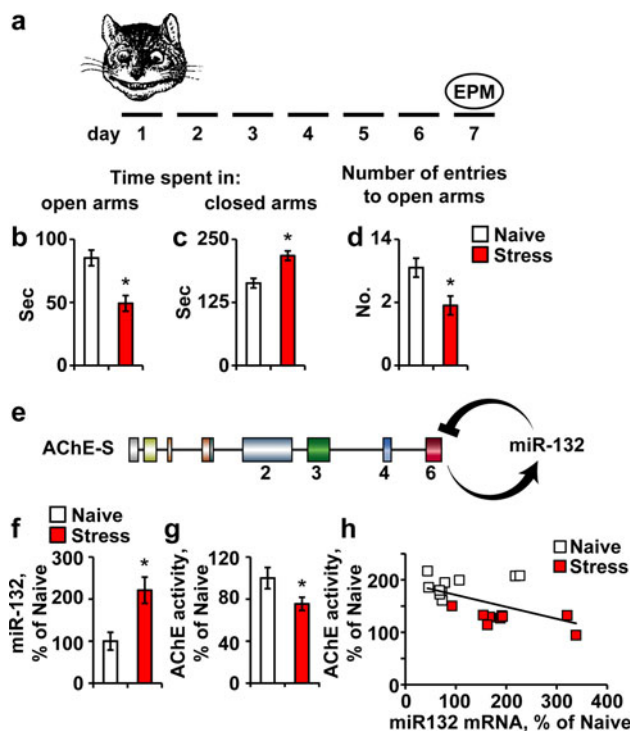 a
EPM
day 1 2 3 4 5 6 7
Time spent in:
open arms
closed arms
Number of entries
to open arms
b
100
50
0
Sec
*
c
250
125
0
Sec
*
d
14
2
0
No.
*
Naive
Stress
e
AChE-S
2 3 4 6
miR-132
f
Naive
Stress
miR-132,
% of Naive
300
200
100
0
*
g
AChE activity,
% of Naive
120
80
40
0
*
h
AChE activity,
% of Naive
200
150
100
50
0
0 100 200 300 400
miR132 mRNA, % of Naive
Naive
Stress